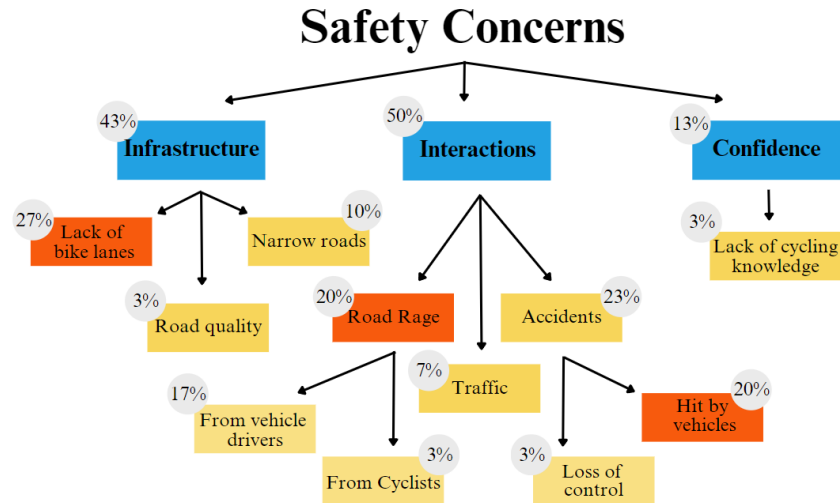 Safety Concerns
43%
Infrastructure
50%
Interactions
13%
Confidence
27%
Lack of
bike lanes
10%
Narrow roads
3%
Lack of cycling
knowledge
3%
Road quality
20%
Road Rage
23%
Accidents
7%
Traffic
17%
From vehicle
drivers
20%
Hit by
vehicles
3%
From Cyclists
3%
Loss of
control